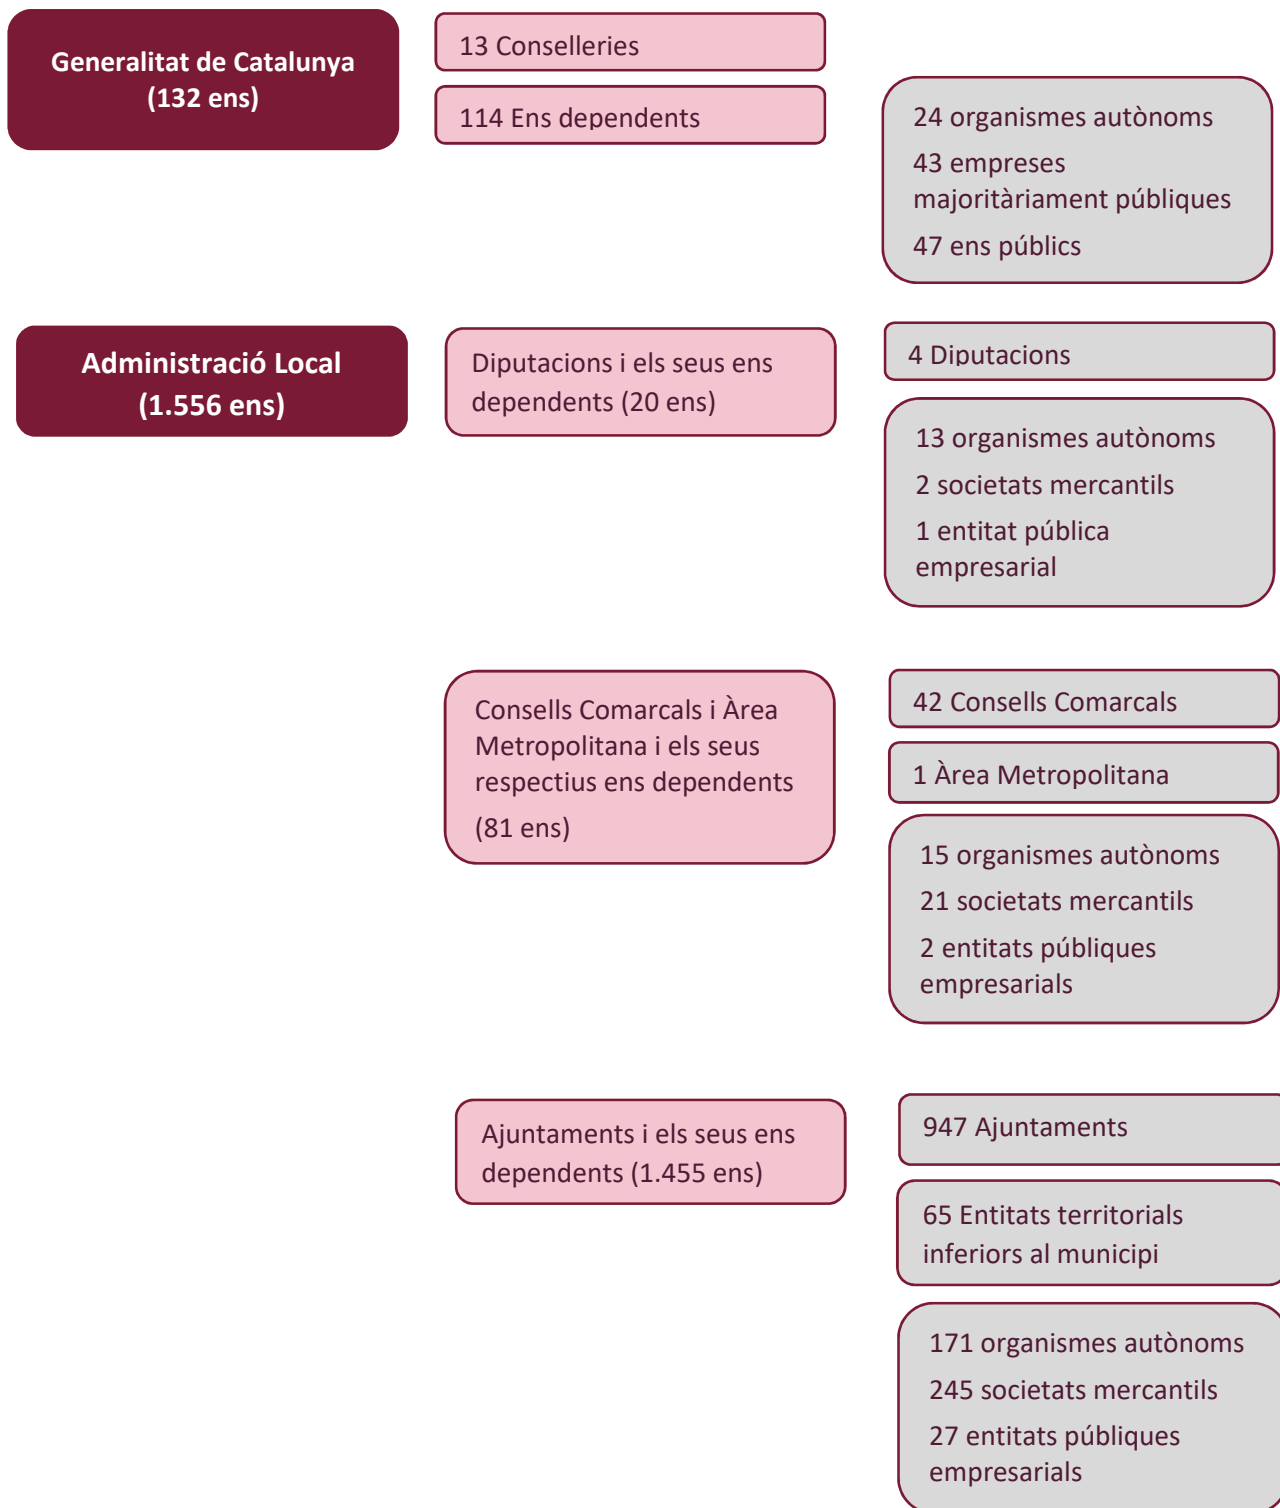 Generalitat de Catalunya
(132 ens)
13 Conselleries
114 Ens dependents
24 organismes autònoms
43 empreses
majoritàriament públiques
47 ens públics
Administració Local
(1.556 ens)
Diputacions i els seus ens
dependents (20 ens)
4 Diputacions
13 organismes autònoms
2 societats mercantils
1 entitat pública
empresarial
Consells Comarcals i Àrea
Metropolitana i els seus
respectius ens dependents
(81 ens)
42 Consells Comarcals
1 Àrea Metropolitana
15 organismes autònoms
21 societats mercantils
2 entitats públiques
empresarials
Ajuntaments i els seus ens
dependents (1.455 ens)
947 Ajuntaments
65 Entitats territorials
inferiors al municipi
171 organismes autònoms
245 societats mercantils
27 entitats públiques
empresarials